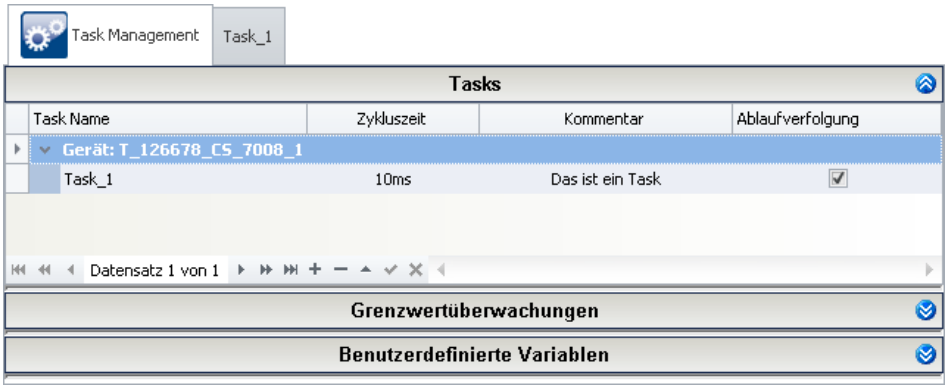 Task Management Task_1
Tasks
Task Name Zykluszeit Kommentar Ablaufverfolgung
Gerät: T_126678_CS_7008_1
Task_1 10ms Das ist ein Task
Datensatz 1 von 1
Grenzwertüberwachungen
Benutzerdefinierte Variablen